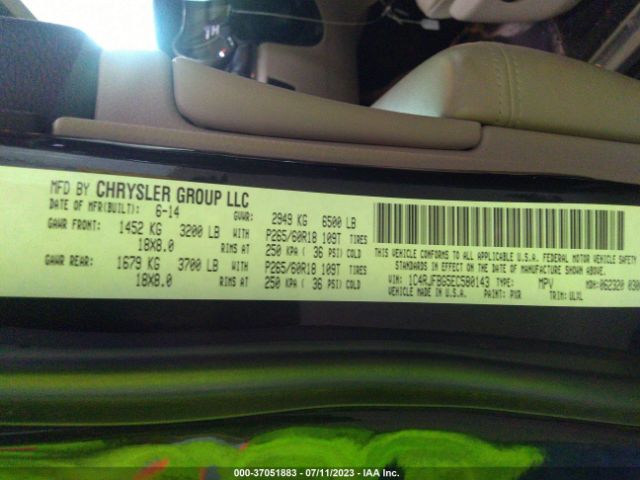 MFD BY CHRYSLER GROUP LLC
DATE OF MFR(BUILT): 6-14 GVWR: 2949 KG 6500 LB
GAWR FRONT: 1452 KG 3200 LB WITH P265/60R18 109T TIRES
18X8.0 RIMS AT 250 KPA ( 36 PSI) COLD
GAWR REAR: 1679 KG 3700 LB WITH P265/60R18 109T TIRES
18X8.0 RIMS AT 250 KPA ( 36 PSI) COLD
THIS VEHICLE CONFORMS TO ALL APPLICABLE U.S.A. FEDERAL MOTOR VEHICLE SAFETY
STANDARDS IN EFFECT ON THE DATE OF MANUFACTURE SHOWN ABOVE.
VIN: 1C4RJFBG5EC580143 TYPE: MPV MDH: 062320 030
VEHICLE MADE IN U.S.A. PAINT: PXR TRIM: ULXL
000-37051883 - 07/11/2023 - IAA Inc.